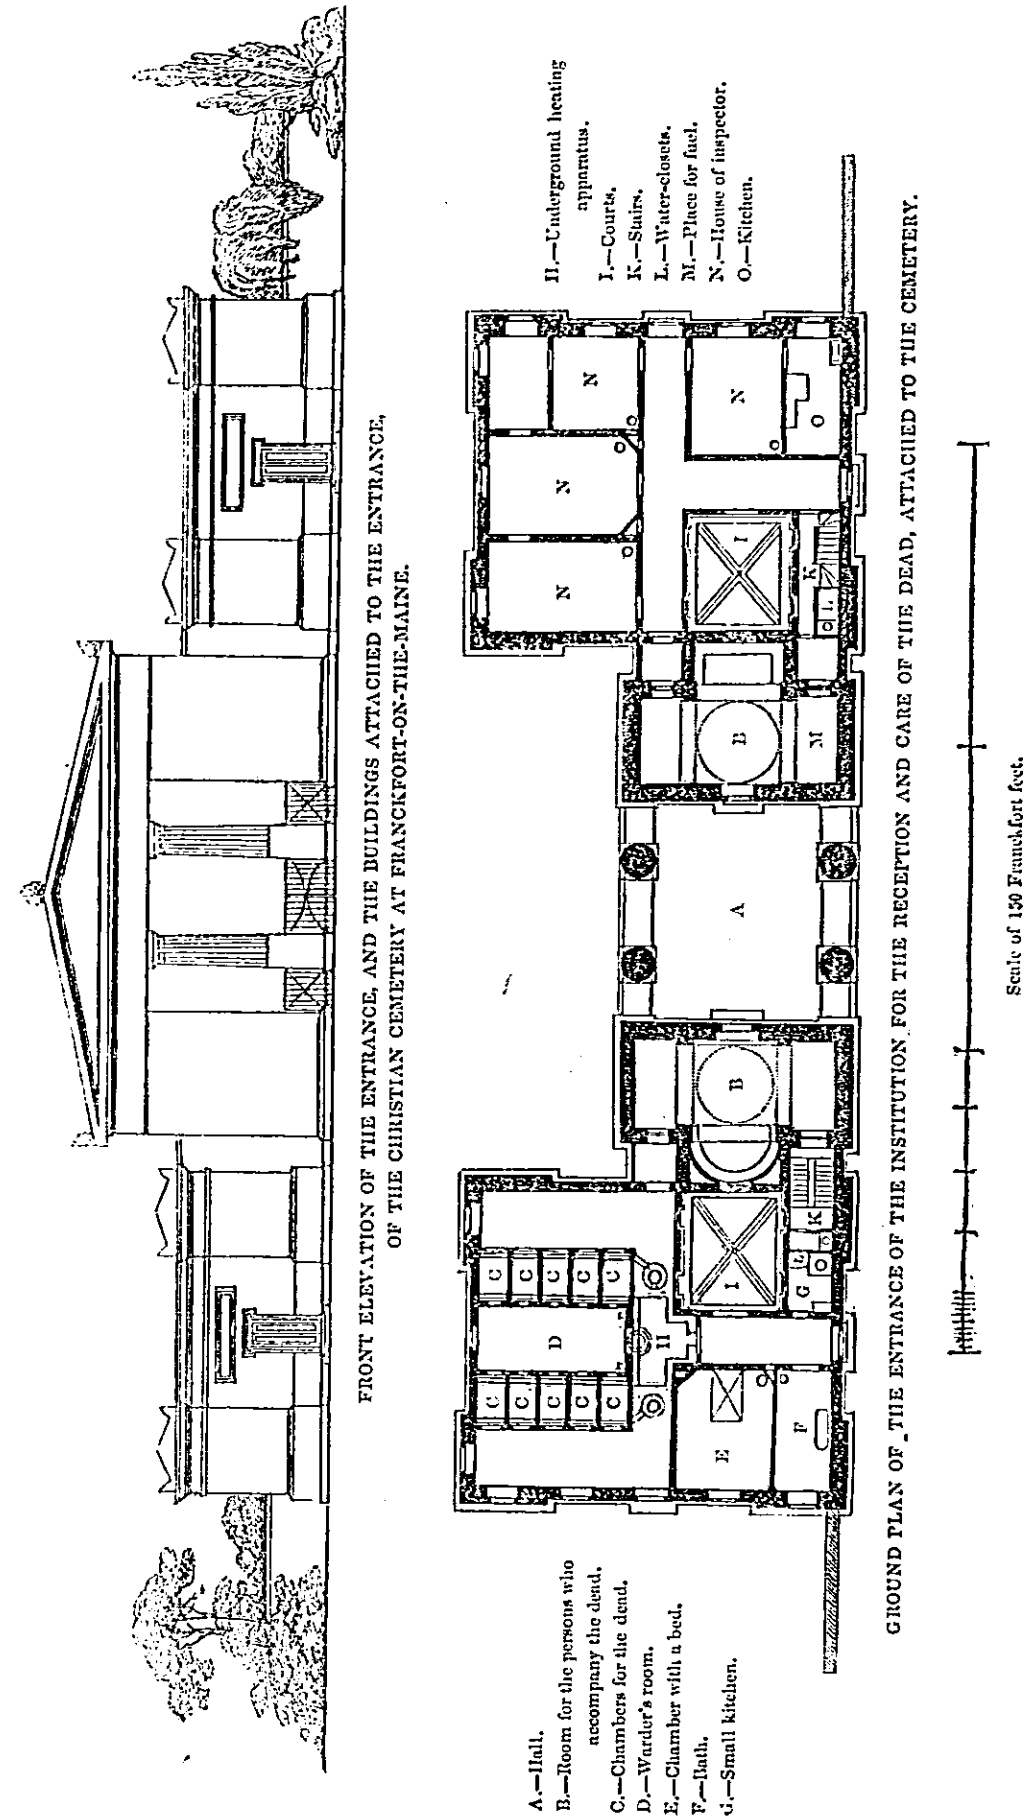 FRONT ELEVATION OF THE ENTRANCE, AND THE BUILDINGS ATTACHED TO THE ENTRANCE,
OF THE CHRISTIAN CEMETERY AT FRANCKFORT-ON-THE-MAINE.
A.—Hall.
B.—Room for the persons who
accompany the dead.
C.—Chambers for the dead.
D.—Warder's room.
E.—Chamber with a bed.
F.—Bath.
G.—Small kitchen.
H.—Underground heating
apparatus.
I.—Courts.
K.—Stairs.
L.—Water-closets.
M.—Place for fuel.
N.—House of inspector.
O.—Kitchen.
C C C C C
D
C C C C C
H
E
F
I
G
L
K
B
A
B
M
I
K
L
N
N
N
N
O
GROUND PLAN OF THE ENTRANCE OF THE INSTITUTION FOR THE RECEPTION AND CARE OF THE DEAD, ATTACHED TO THE CEMETERY.
Scale of 150 Franckfort feet.